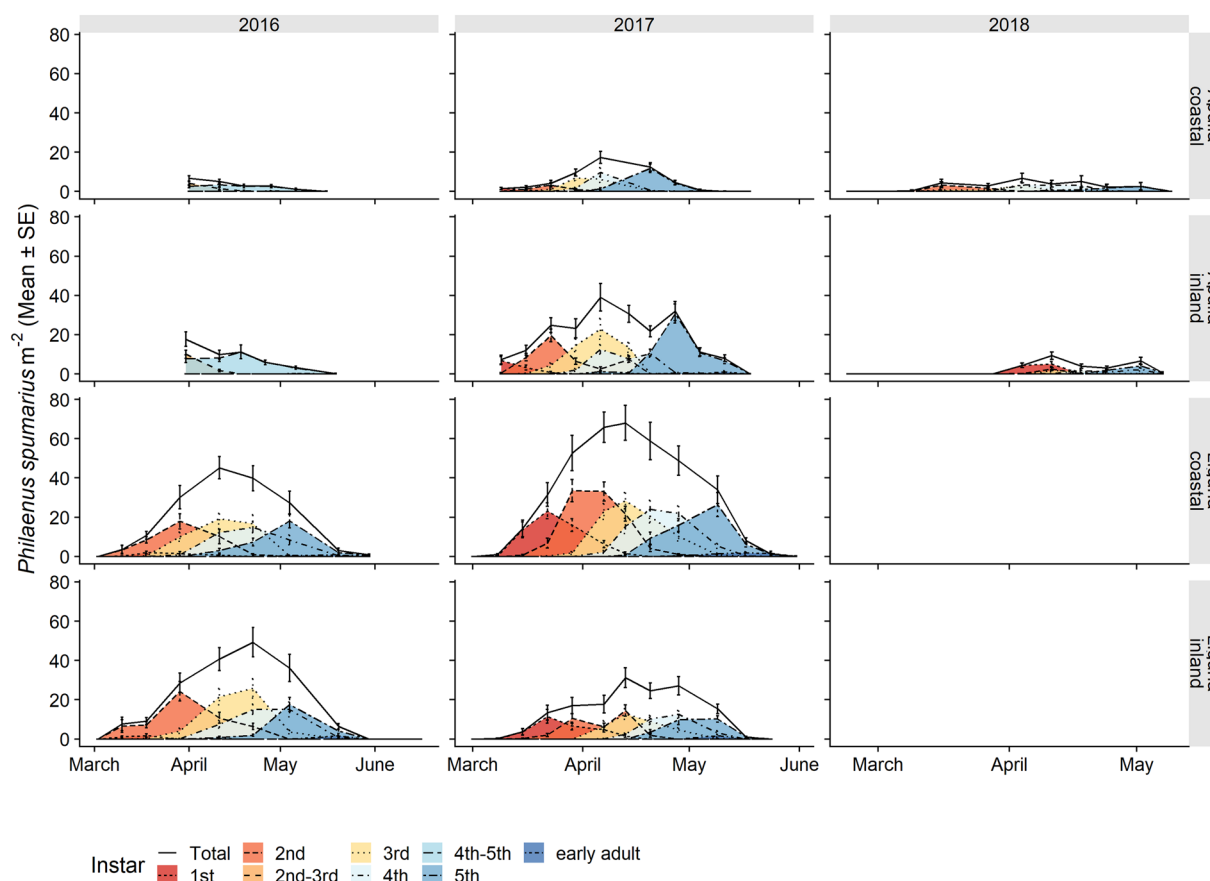 2016 2017 2018
80
60
40
20
0
coastal
80
60
40
20
0
inland
80
60
40
20
0
coastal
80
60
40
20
0
inland
Philaenus spumarius m-2 (Mean ± SE)
March April May June March April May June March April May
Instar
Total 2nd 3rd 4th-5th early adult
1st 2nd-3rd 4th 5th